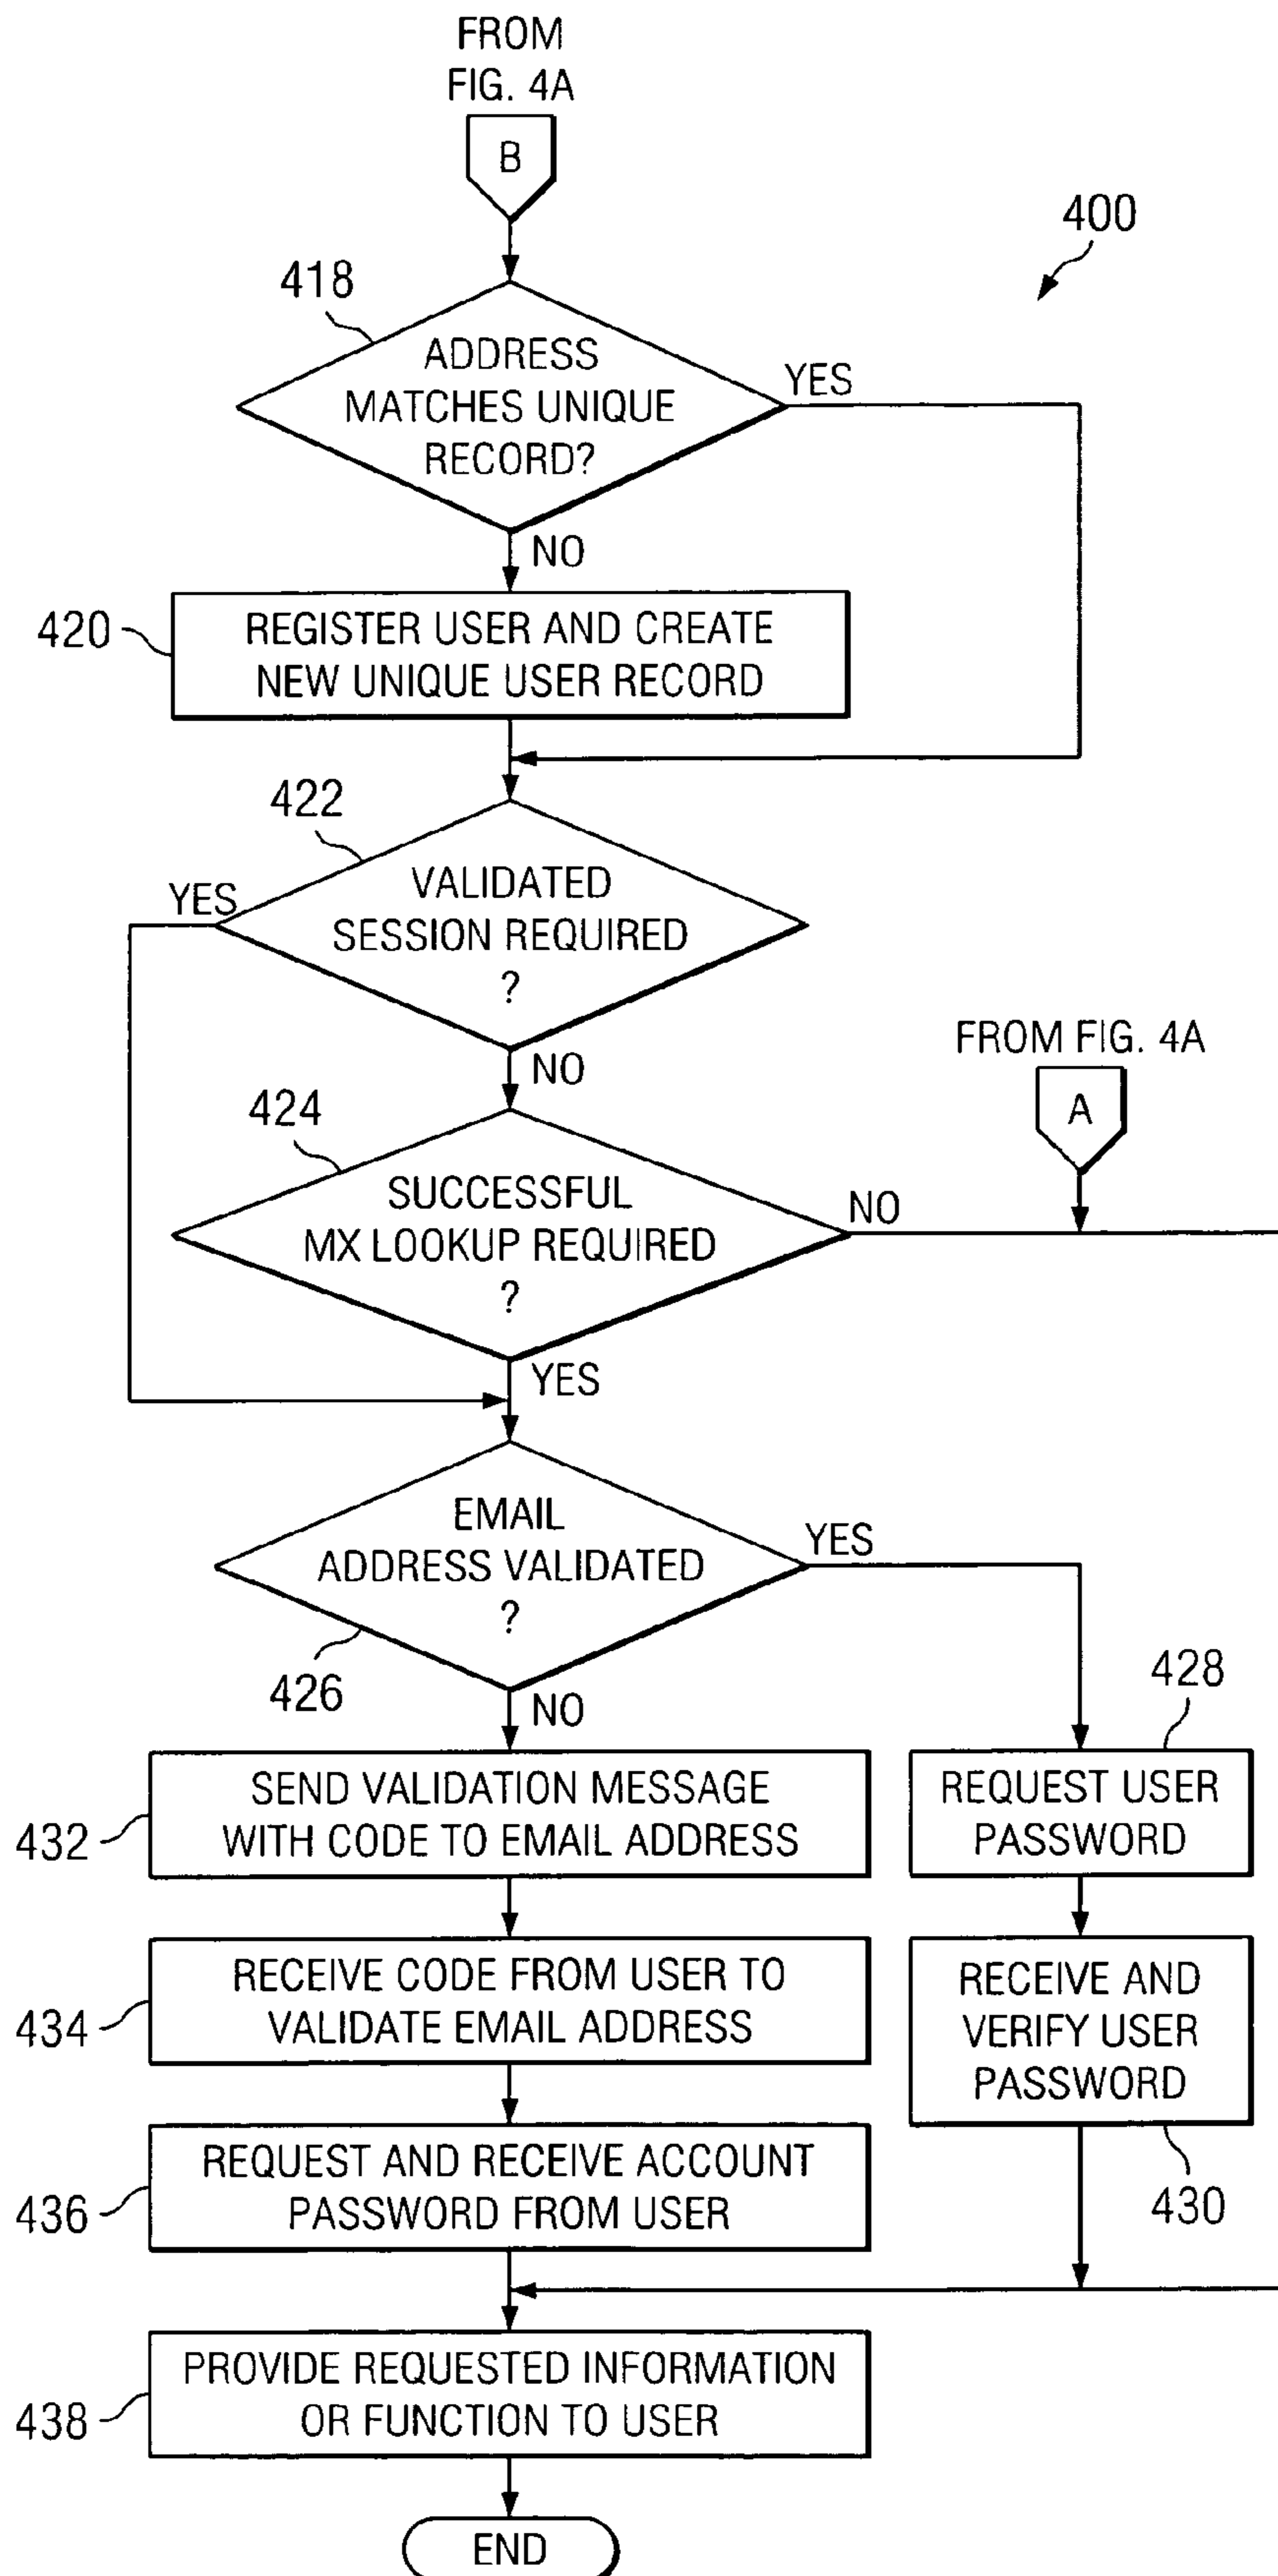 FROM
FIG. 4A
B
400
418
ADDRESS
MATCHES UNIQUE
RECORD?
YES
NO
420
REGISTER USER AND CREATE
NEW UNIQUE USER RECORD
422
VALIDATED
SESSION REQUIRED
?
YES
NO
FROM FIG. 4A
A
424
SUCCESSFUL
MX LOOKUP REQUIRED
?
NO
YES
EMAIL
ADDRESS VALIDATED
?
YES
426
NO
428
432
SEND VALIDATION MESSAGE
WITH CODE TO EMAIL ADDRESS
REQUEST USER
PASSWORD
434
RECEIVE CODE FROM USER TO
VALIDATE EMAIL ADDRESS
RECEIVE AND
VERIFY USER
PASSWORD
430
436
REQUEST AND RECEIVE ACCOUNT
PASSWORD FROM USER
438
PROVIDE REQUESTED INFORMATION
OR FUNCTION TO USER
END